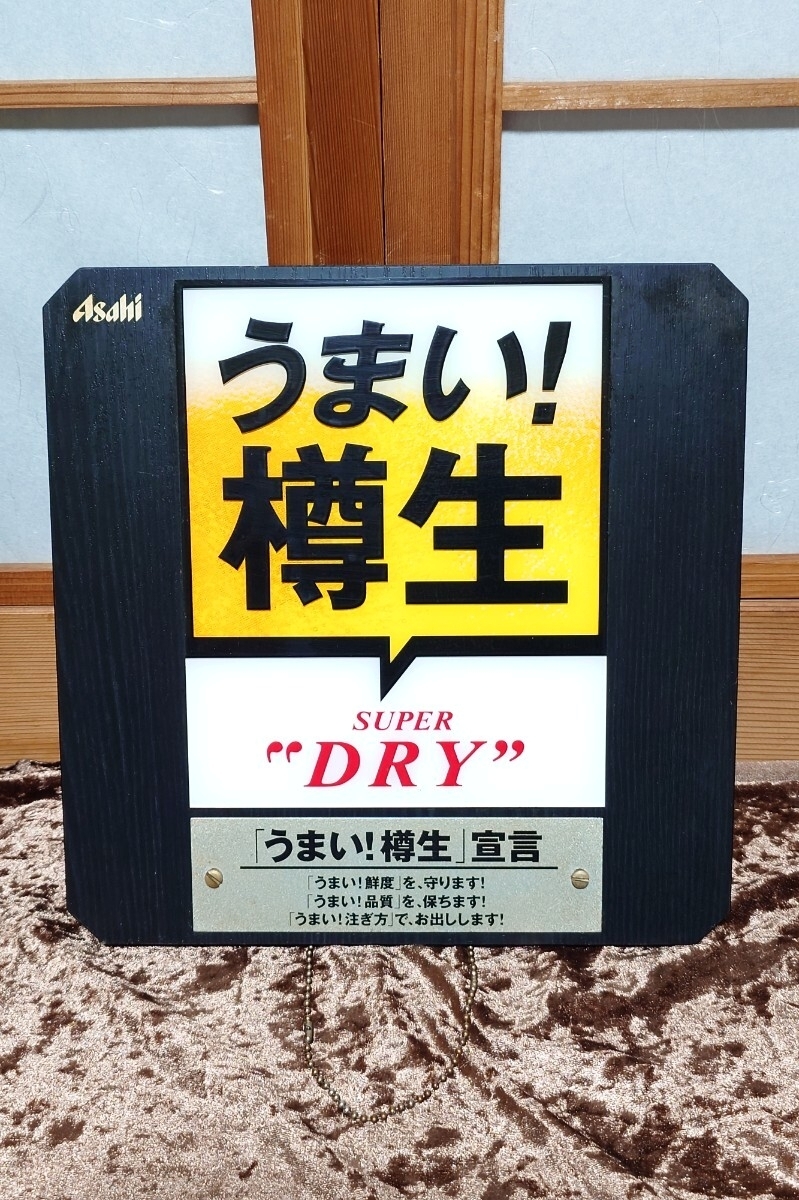 Asahi
うまい!
樽生
SUPER
“DRY”
「うまい!樽生」宣言
「うまい!鮮度」を、守ります!
「うまい!品質」を、保ちます!
「うまい!注ぎ方」で、お出しします!